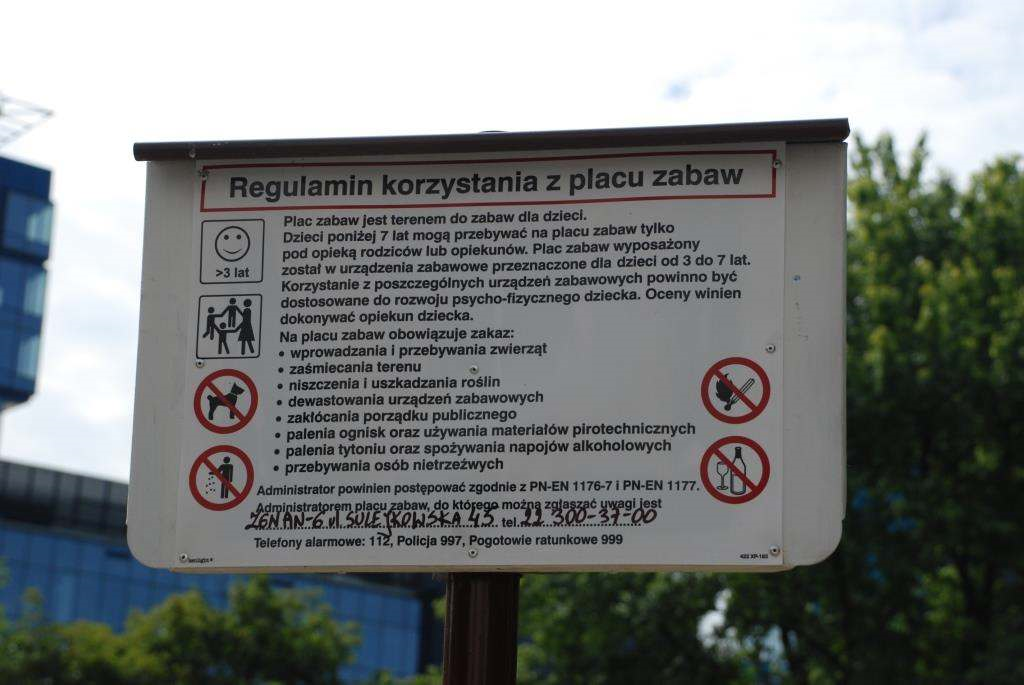 Regulamin korzystania z placu zabaw
>3 lat
Plac zabaw jest terenem do zabaw dla dzieci.
Dzieci poniżej 7 lat mogą przebywać na placu zabaw tylko
pod opieką rodziców lub opiekunów. Plac zabaw wyposażony
został w urządzenia zabawowe przeznaczone dla dzieci od 3 do 7 lat.
Korzystanie z poszczególnych urządzeń zabawowych powinno być
dostosowane do rozwoju psycho-fizycznego dziecka. Oceny winien
dokonywać opiekun dziecka.
Na placu zabaw obowiązuje zakaz:
• wprowadzania i przebywania zwierząt
• zaśmiecania terenu
• niszczenia i uszkadzania roślin
• dewastowania urządzeń zabawowych
• zakłócania porządku publicznego
• palenia ognisk oraz używania materiałów pirotechnicznych
• palenia tytoniu oraz spożywania napojów alkoholowych
• przebywania osób nietrzeźwych
Administrator powinien postępować zgodnie z PN-EN 1176-7 i PN-EN 1177.
Administratorem placu zabaw, do którego można zgłaszać uwagi jest
ul. SULEJKOWSKA 45 tel. 22 300-37-00
Telefony alarmowe: 112, Policja 997, Pogotowie ratunkowe 999